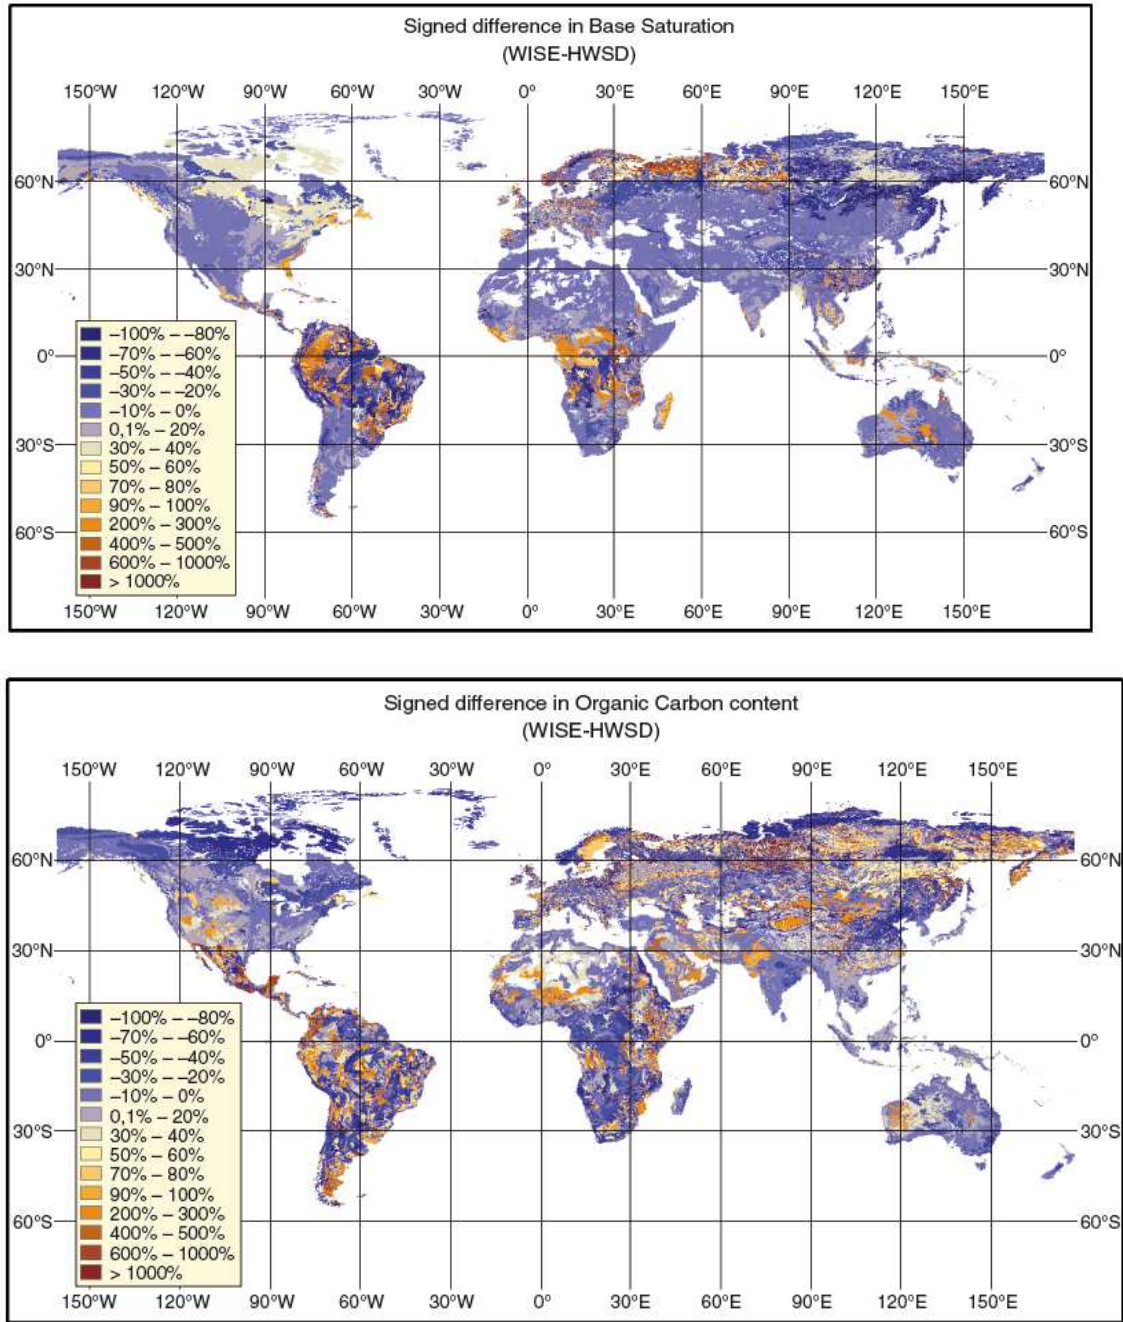 Signed difference in Base Saturation
(WISE-HWSD)
150°W 120°W 90°W 60°W 30°W 0° 30°E 60°E 90°E 120°E 150°E
60°N 60°N
30°N 30°N
–100% – –80%
–70% – –60%
0° 0°
–50% – –40%
–30% – –20%
–10% – 0%
0,1% – 20%
30°S 30°S
30% – 40%
50% – 60%
70% – 80%
90% – 100%
200% – 300%
60°S 60°S
400% – 500%
600% – 1000%
> 1000%
150°W 120°W 90°W 60°W 30°W 0° 30°E 60°E 90°E 120°E 150°E
Signed difference in Organic Carbon content
(WISE-HWSD)
150°W 120°W 90°W 60°W 30°W 0° 30°E 60°E 90°E 120°E 150°E
60°N 60°N
30°N 30°N
–100% – –80%
0° 0°
–70% – –60%
–50% – –40%
–30% – –20%
–10% – 0%
0,1% – 20%
30°S 30°S
30% – 40%
50% – 60%
70% – 80%
90% – 100%
200% – 300%
60°S 60°S
400% – 500%
600% – 1000%
> 1000%
150°W 120°W 90°W 60°W 30°W 0° 30°E 60°E 90°E 120°E 150°E